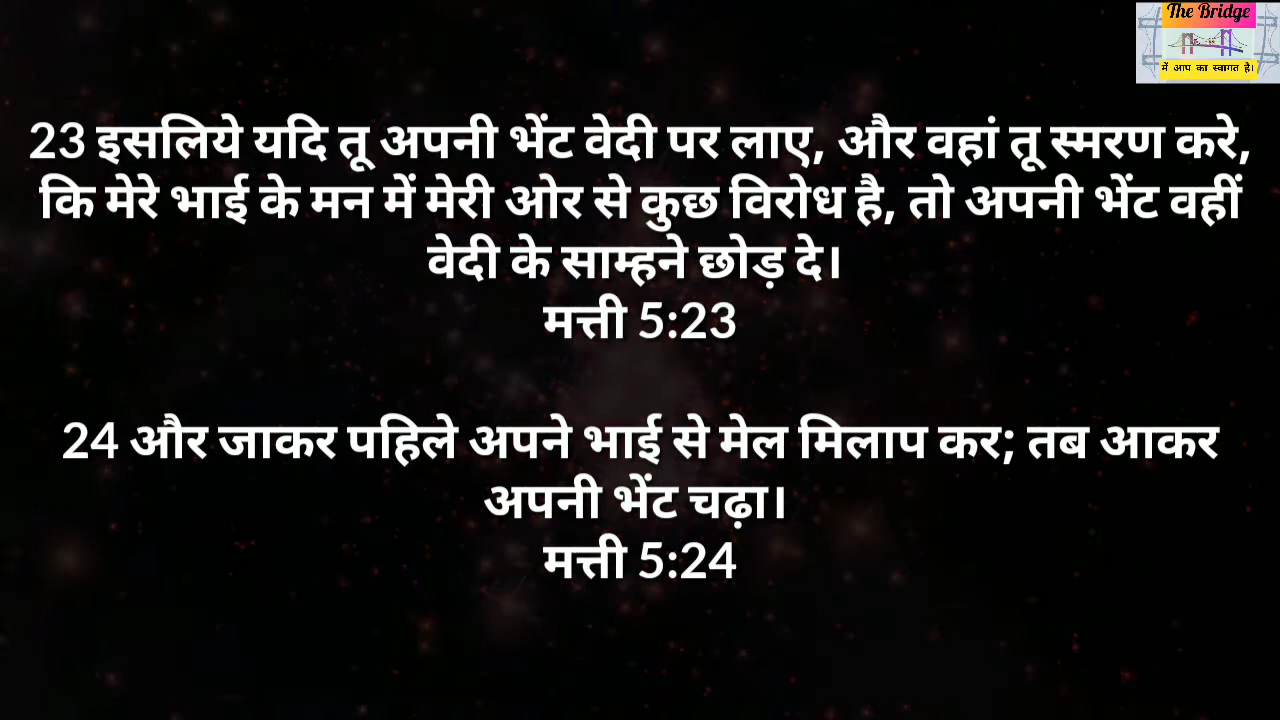 The Bridge
में आप का स्वागत है।
23 इसलिये यदि तू अपनी भेंट वेदी पर लाए, और वहां तू स्मरण करे,
कि मेरे भाई के मन में मेरी ओर से कुछ विरोध है, तो अपनी भेंट वहीं
वेदी के साम्हने छोड़ दे।
मत्ती 5:23
24 और जाकर पहिले अपने भाई से मेल मिलाप कर; तब आकर
अपनी भेंट चढ़ा।
मत्ती 5:24